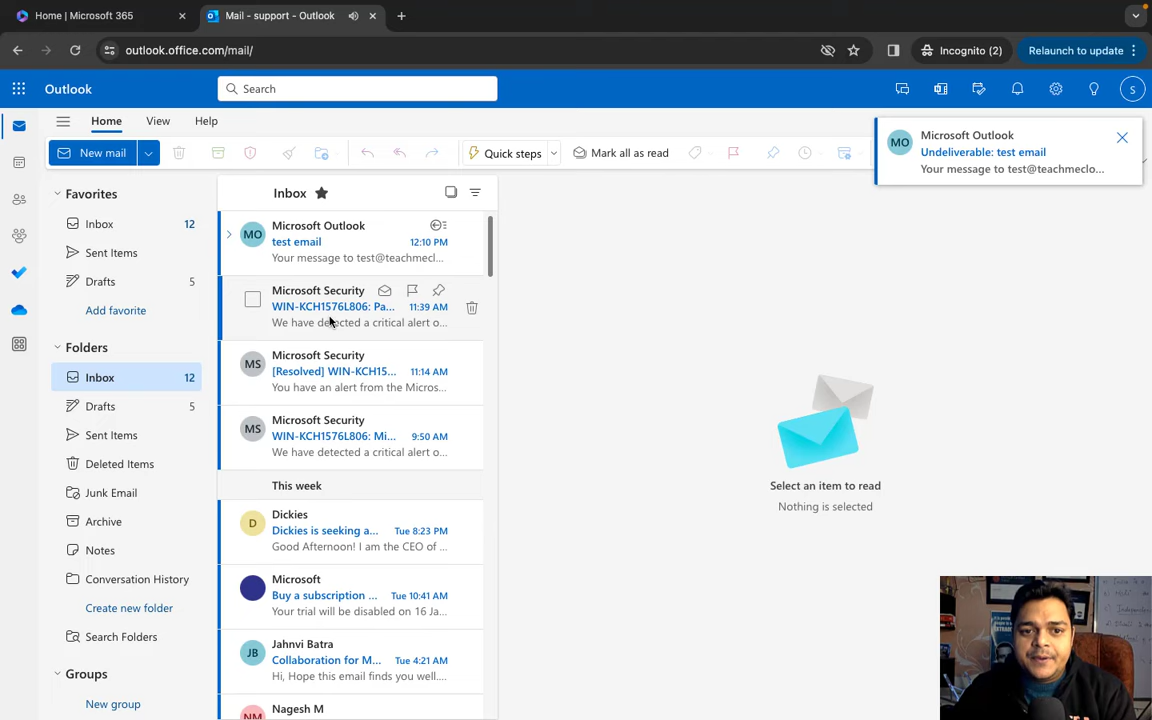 Home | Microsoft 365
Mail - support - Outlook
outlook.office.com/mail/
Incognito (2)
Relaunch to update
Outlook
Search
S
Home
View
Help
New mail
Quick steps
Mark all as read
MO
Microsoft Outlook
Undeliverable: test email
Your message to test@teachmeclo...
Favorites
Inbox 12
Sent Items
Drafts 5
Add favorite
Folders
Inbox 12
Drafts 5
Sent Items
Deleted Items
Junk Email
Archive
Notes
Conversation History
Create new folder
Search Folders
Groups
New group
Inbox
MO
Microsoft Outlook
test email 12:10 PM
Your message to test@teachmecl...
Microsoft Security
WIN-KCH1576L806: Pa... 11:39 AM
We have detected a critical alert o...
MS
Microsoft Security
[Resolved] WIN-KCH15... 11:14 AM
You have an alert from the Micros...
MS
Microsoft Security
WIN-KCH1576L806: Mi... 9:50 AM
We have detected a critical alert o...
This week
D
Dickies
Dickies is seeking a... Tue 8:23 PM
Good Afternoon! I am the CEO of ...
Microsoft
Buy a subscription ... Tue 10:41 AM
Your trial will be disabled on 16 Ja...
JB
Jahnvi Batra
Collaboration for M... Tue 4:21 AM
Hi, Hope this email finds you well....
NM
Nagesh M
Select an item to read
Nothing is selected